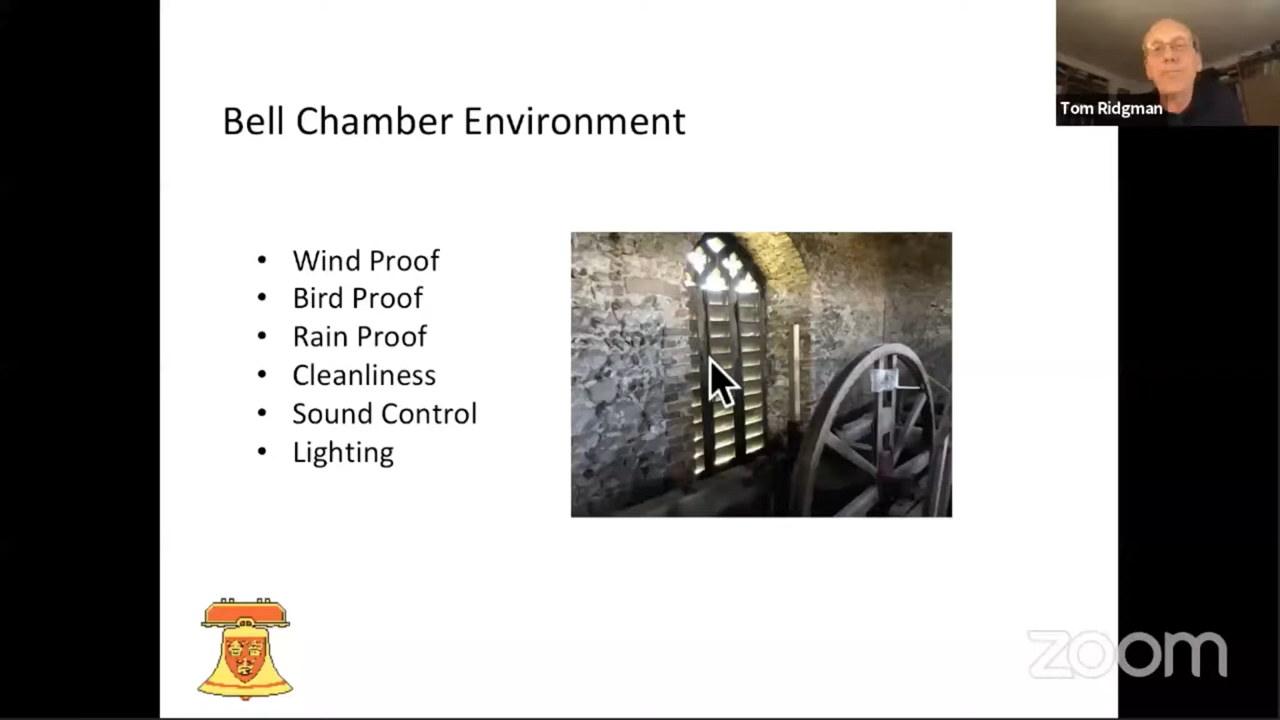 Bell Chamber Environment
Tom Ridgman
• Wind Proof
• Bird Proof
• Rain Proof
• Cleanliness
• Sound Control
• Lighting
zoom